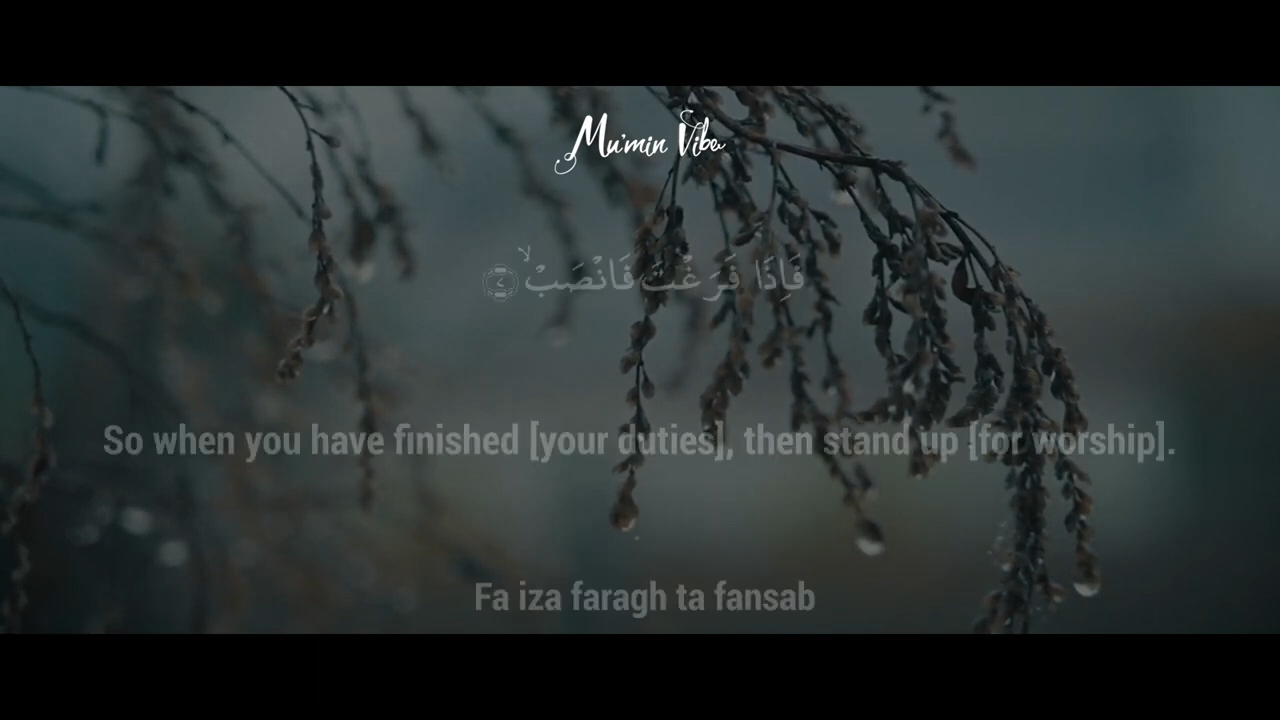 Mu'min Vibe
فَاِذَا فَرَغْتَ فَانْصَبْۙ ۷
So when you have finished [your duties], then stand up [for worship].
Fa iza faragh ta fansab